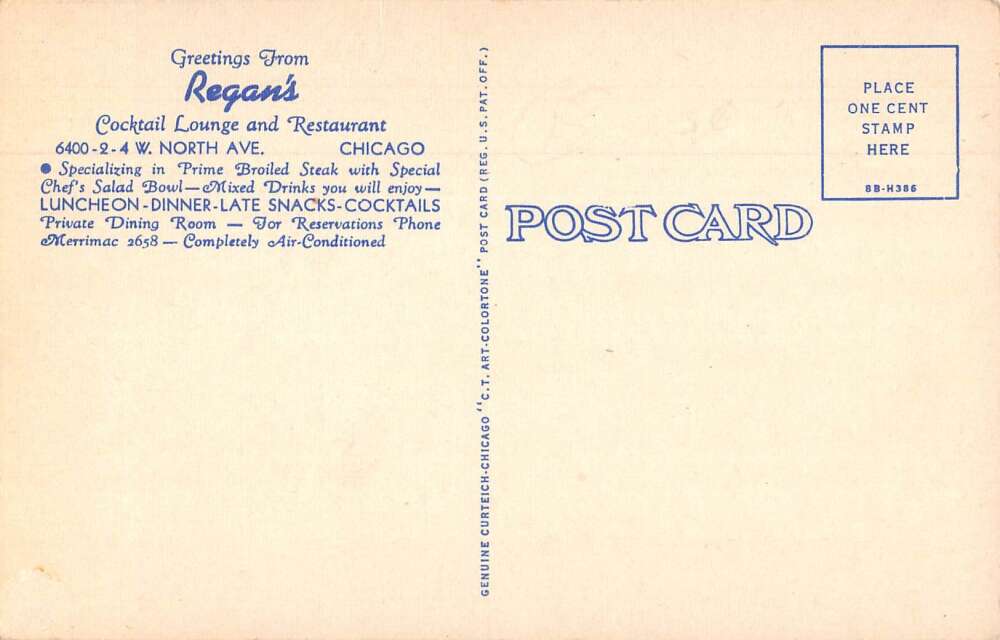 Greetings From
Regan's
Cocktail Lounge and Restaurant
6400-2-4 W. NORTH AVE. CHICAGO
● Specializing in Prime Broiled Steak with Special
Chef's Salad Bowl—Mixed Drinks you will enjoy—
LUNCHEON-DINNER-LATE SNACKS-COCKTAILS
Private Dining Room — For Reservations Phone
Merrimac 2658 — Completely Air-Conditioned
GENUINE CURTEICH-CHICAGO "C.T. ART-COLORTONE" POST CARD (REG. U.S. PAT. OFF.)
POST CARD
PLACE
ONE CENT
STAMP
HERE
8B-H386